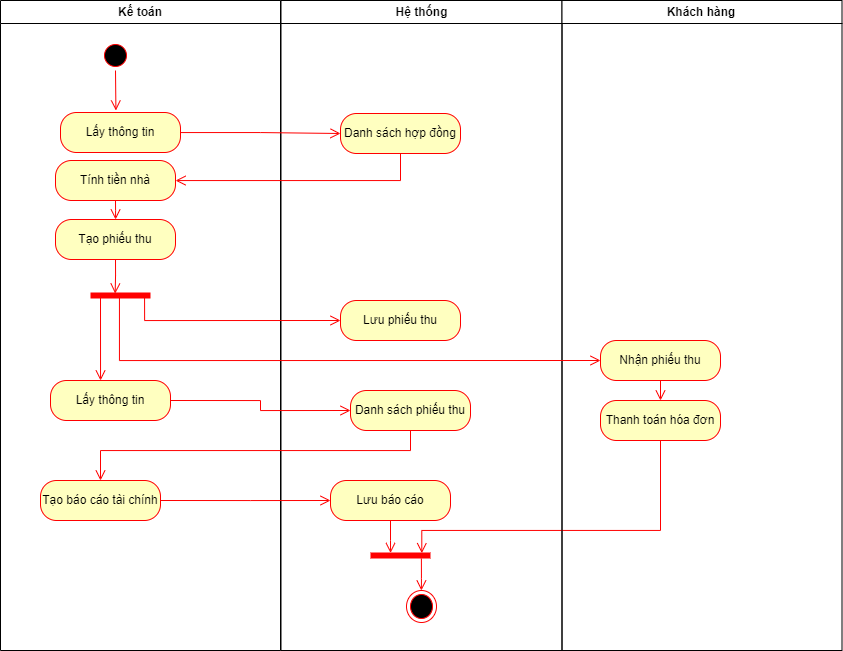 Kế toán
Hệ thống
Khách hàng
Lấy thông tin
Danh sách hợp đồng
Tính tiền nhà
Tạo phiếu thu
Lưu phiếu thu
Nhận phiếu thu
Lấy thông tin
Danh sách phiếu thu
Thanh toán hóa đơn
Tạo báo cáo tài chính
Lưu báo cáo